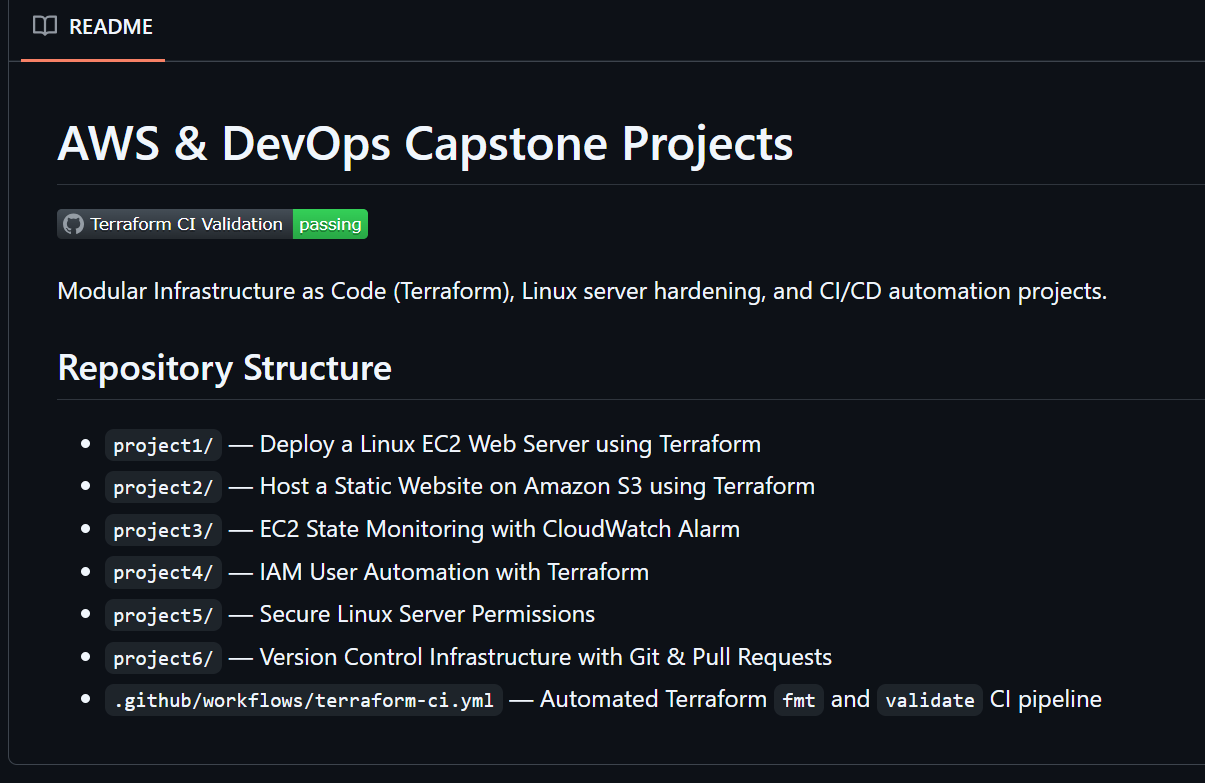 README
AWS & DevOps Capstone Projects
Terraform CI Validation passing
Modular Infrastructure as Code (Terraform), Linux server hardening, and CI/CD automation projects.
Repository Structure
project1/ — Deploy a Linux EC2 Web Server using Terraform
project2/ — Host a Static Website on Amazon S3 using Terraform
project3/ — EC2 State Monitoring with CloudWatch Alarm
project4/ — IAM User Automation with Terraform
project5/ — Secure Linux Server Permissions
project6/ — Version Control Infrastructure with Git & Pull Requests
.github/workflows/terraform-ci.yml — Automated Terraform fmt and validate CI pipeline